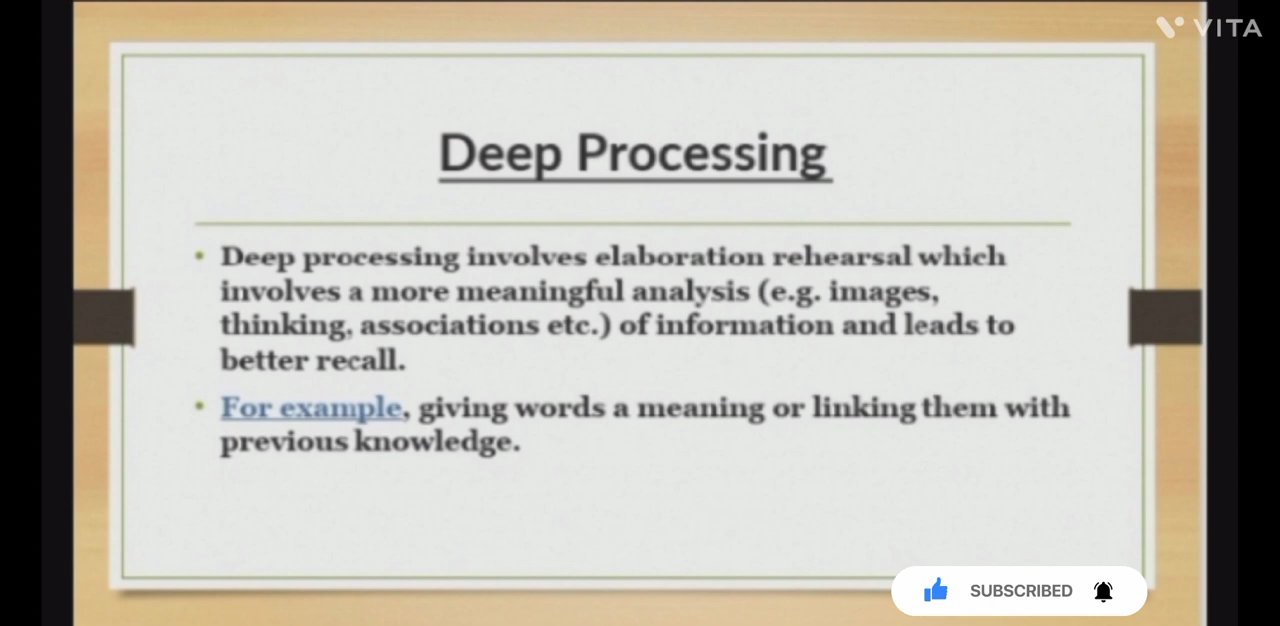 VITA
Deep Processing
• Deep processing involves elaboration rehearsal which
involves a more meaningful analysis (e.g. images,
thinking, associations etc.) of information and leads to
better recall.
• For example, giving words a meaning or linking them with
previous knowledge.
SUBSCRIBED